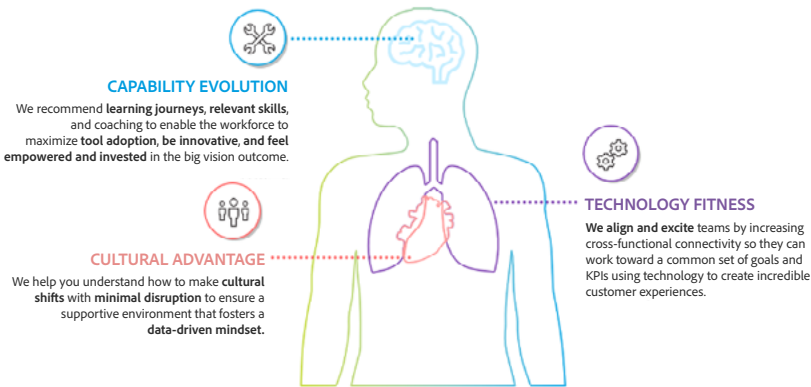 CAPABILITY EVOLUTION
We recommend learning journeys, relevant skills,
and coaching to enable the workforce to
maximize tool adoption, be innovative, and feel
empowered and invested in the big vision outcome.
CULTURAL ADVANTAGE
We help you understand how to make cultural
shifts with minimal disruption to ensure a
supportive environment that fosters a
data-driven mindset.
TECHNOLOGY FITNESS
We align and excite teams by increasing
cross-functional connectivity so they can
work toward a common set of goals and
KPIs using technology to create incredible
customer experiences.